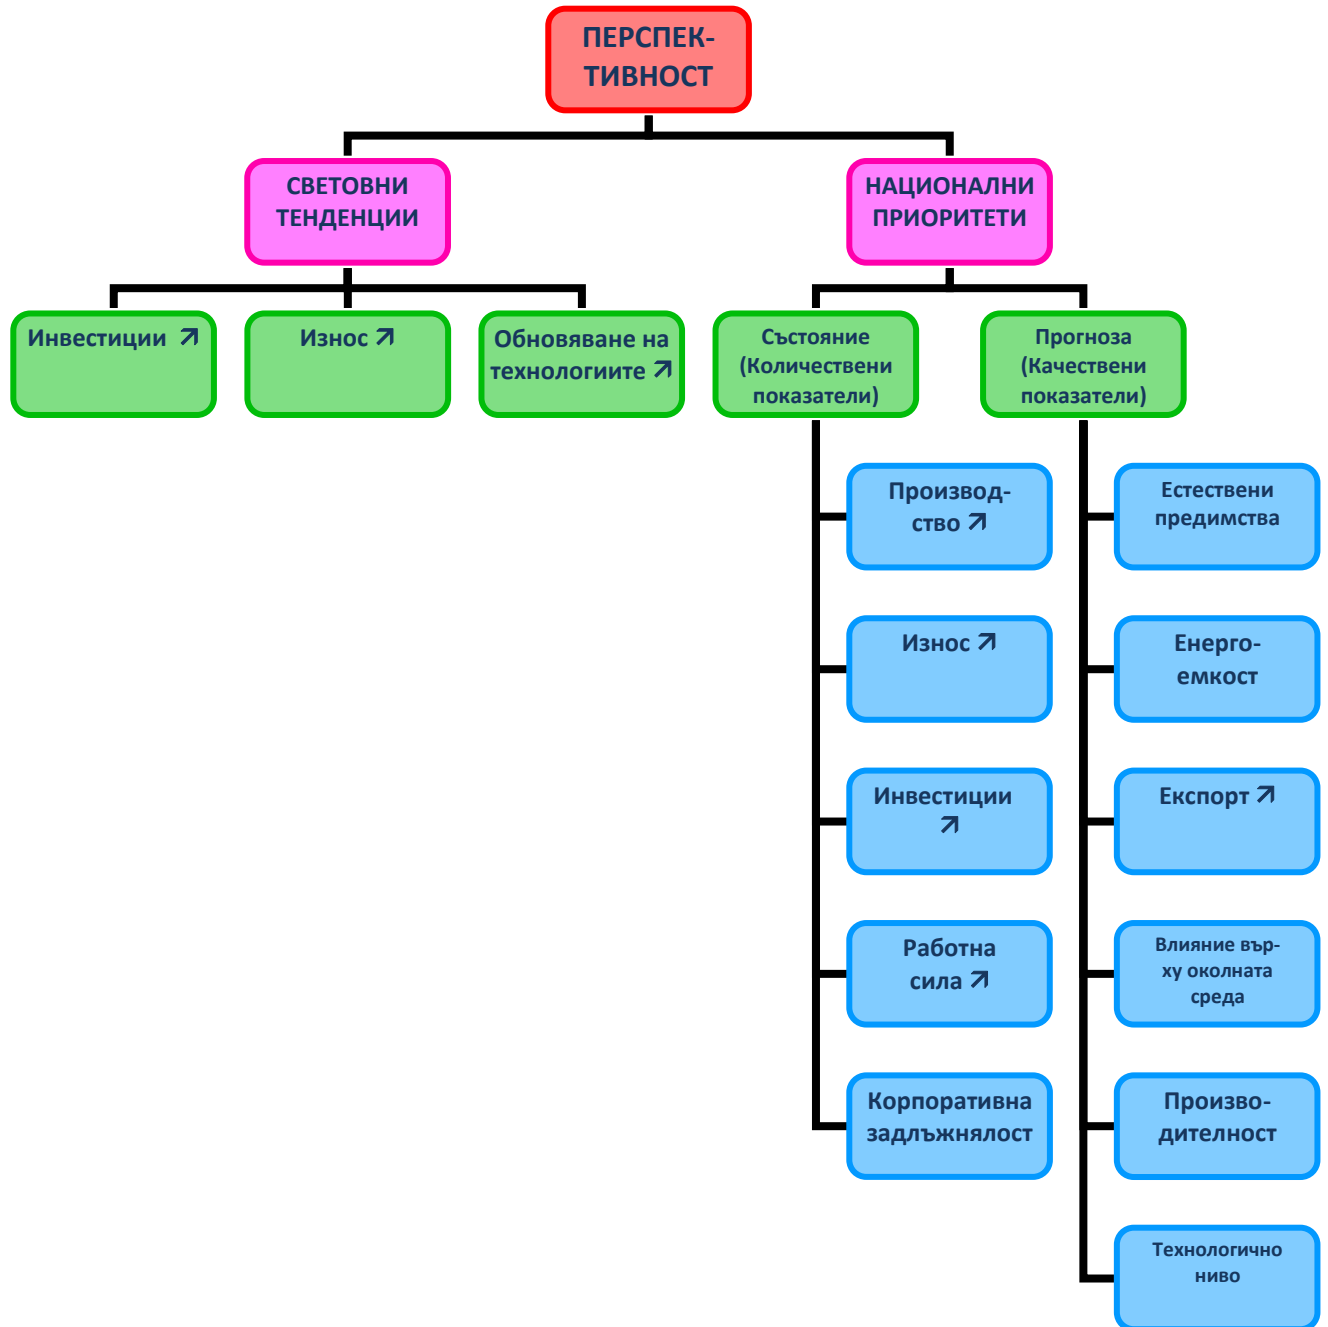 ПЕРСПЕК-
ТИВНОСТ
СВЕТОВНИ
ТЕНДЕНЦИИ
НАЦИОНАЛНИ
ПРИОРИТЕТИ
Инвестиции ↗
Износ ↗
Обновяване на
технологиите ↗
Състояние
(Количествени
показатели)
Прогноза
(Качествени
показатели)
Производ-
ство ↗
Износ ↗
Инвестиции
↗
Работна
сила ↗
Корпоративна
задлъжнялост
Естествени
предимства
Енерго-
емкост
Експорт ↗
Влияние вър-
ху околната
среда
Произво-
дителност
Технологично
ниво